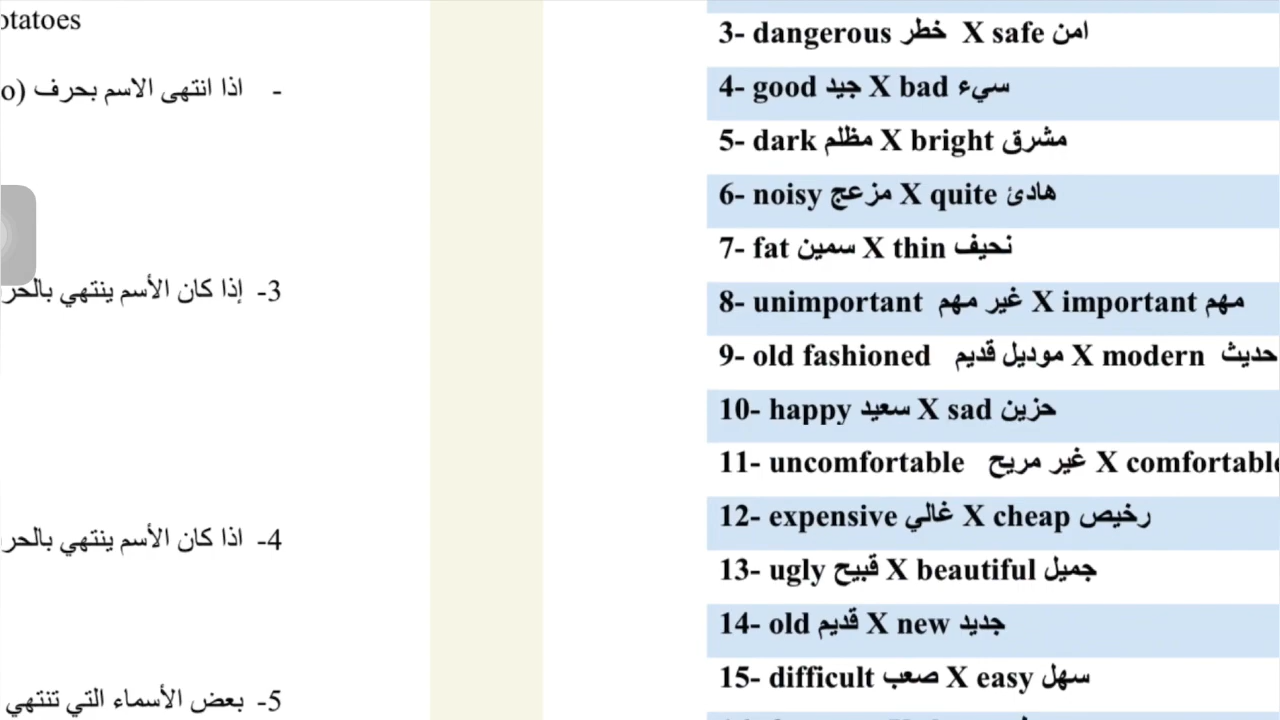 otatoes
- اذا انتهى الاسم بحرف (o
3- إذا كان الأسم ينتهي بالحر
4- اذا كان الأسم ينتهي بالحر
5- بعض الأسماء التي تنتهي
3- dangerous خطر X safe امن
4- good جيد X bad سيء
5- dark مظلم X bright مشرق
6- noisy مزعج X quite هادئ
7- fat سمين X thin نحيف
8- unimportant غير مهم X important مهم
9- old fashioned موديل قديم X modern حديث
10- happy سعيد X sad حزين
11- uncomfortable غير مريح X comfortable
12- expensive غالي X cheap رخيص
13- ugly قبيح X beautiful جميل
14- old قديم X new جديد
15- difficult صعب X easy سهل